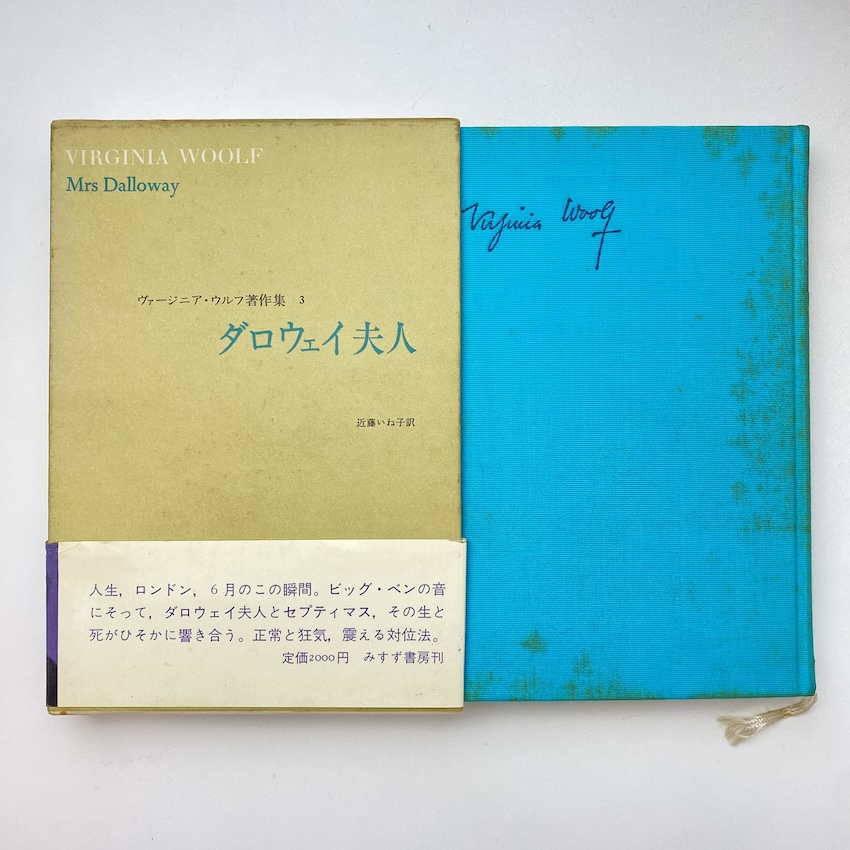 VIRGINIA WOOLF
Mrs Dalloway
ヴァージニア・ウルフ著作集 3
ダロウェイ夫人
近藤いね子訳
人生，ロンドン，6月のこの瞬間。ビッグ・ベンの音
にそって，ダロウェイ夫人とセプティマス，その生と
死がひそかに響き合う。正常と狂気，震える対位法。
定価2000円 みすず書房刊
Virginia Woolf